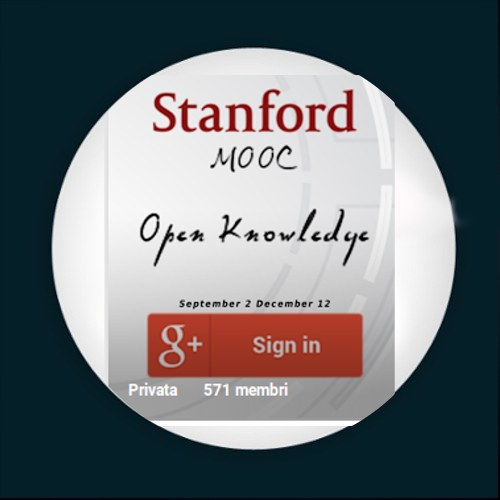 Stanford
MOOC
Open Knowledge
September 2 December 12
g+ Sign in
Privata 571 membri